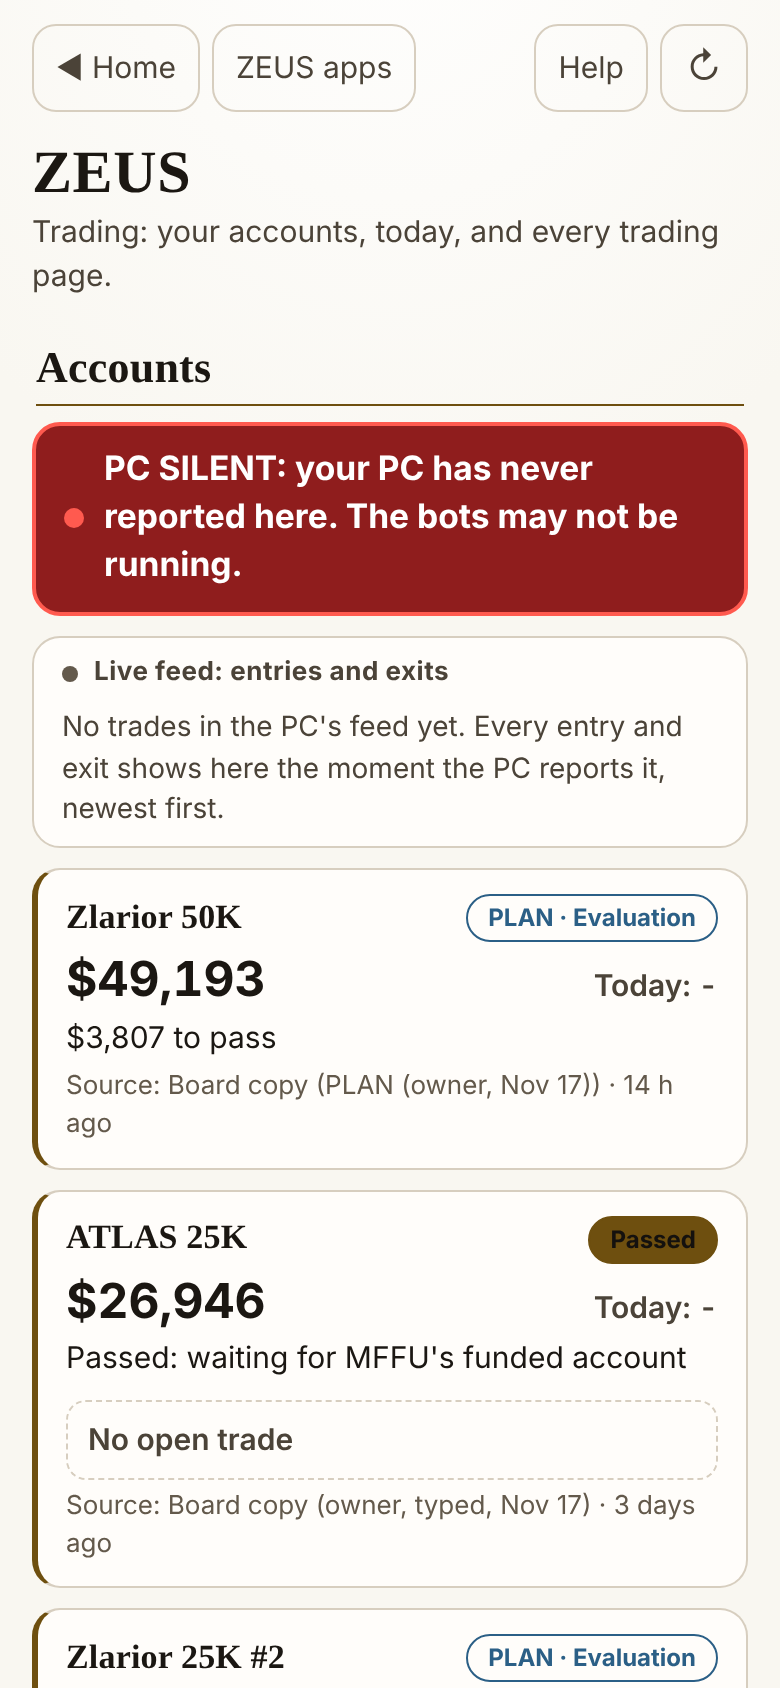 ◀ Home
ZEUS apps
Help
↻
ZEUS
Trading: your accounts, today, and every trading
page.
Accounts
PC SILENT: your PC has never
reported here. The bots may not be
running.
Live feed: entries and exits
No trades in the PC's feed yet. Every entry and
exit shows here the moment the PC reports it,
newest first.
Zlarior 50K
PLAN · Evaluation
$49,193
Today: -
$3,807 to pass
Source: Board copy (PLAN (owner, Nov 17)) · 14 h
ago
ATLAS 25K
Passed
$26,946
Today: -
Passed: waiting for MFFU's funded account
No open trade
Source: Board copy (owner, typed, Nov 17) · 3 days
ago
Zlarior 25K #2
PLAN · Evaluation